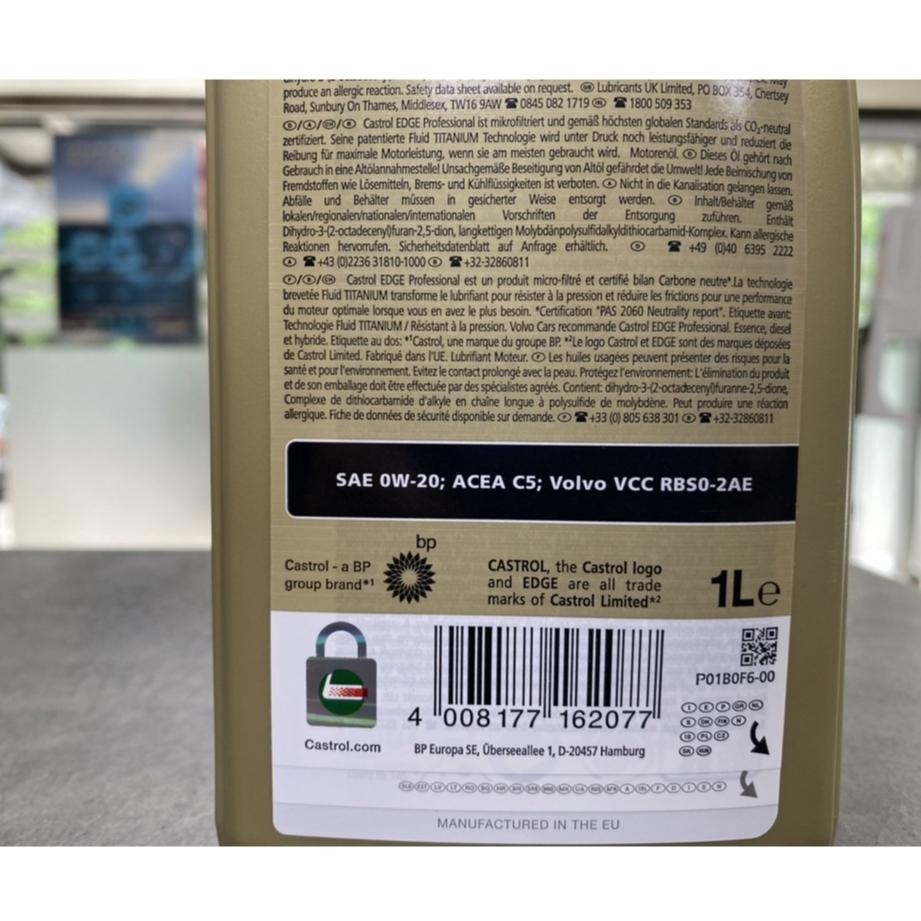 produce an allergic reaction. Safety data sheet available on request. GB Lubricants UK Limited, PO BOX 354, Chertsey
Road, Sunbury On Thames, Middlesex, TW16 9AW ☎ 0845 082 1719 ☎ 1800 509 353
D/A/CH/B Castrol EDGE Professional ist mikrofiltriert und gemäß höchsten globalen Standards als CO₂-neutral
zertifiziert. Seine patentierte Fluid TITANIUM Technologie wird unter Druck noch leistungsfähiger und reduziert die
Reibung für maximale Motorleistung, wenn sie am meisten gebraucht wird. Motorenöl. D Dieses Öl gehört nach
Gebrauch in eine Altölannahmestelle! Unsachgemäße Beseitigung von Altöl gefährdet die Umwelt! Jede Beimischung von
Fremdstoffen wie Lösemitteln, Brems- und Kühlflüssigkeiten ist verboten. A Nicht in die Kanalisation gelangen lassen.
Abfälle und Behälter müssen in gesicherter Weise entsorgt werden. B Inhalt/Behälter gemäß
lokalen/regionalen/nationalen/internationalen Vorschriften der Entsorgung zuführen. Enthält
Dihydro-3-(2-octadecenyl)furan-2,5-dion, langkettigen Molybdänpolysulfidalkyldithiocarbamid-Komplex. Kann allergische
Reaktionen hervorrufen. Sicherheitsdatenblatt auf Anfrage erhältlich. D ☎ +49 (0)40 6395 2222
A ☎ +43 (0)2236 31810-1000 B ☎ +32-32860811
F/B/CH Castrol EDGE Professional est un produit micro-filtré et certifié bilan Carbone neutre*.La technologie
brevetée Fluid TITANIUM transforme le lubrifiant pour résister à la pression et réduire les frictions pour une performance
du moteur optimale lorsque vous en avez le plus besoin. *Certification "PAS 2060 Neutrality report". Etiquette avant:
Technologie Fluid TITANIUM / Résistant à la pression. Volvo Cars recommande Castrol EDGE Professional. Essence, diesel
et hybride. Etiquette au dos: *¹Castrol, une marque du groupe BP. *²Le logo Castrol et EDGE sont des marques déposées
de Castrol Limited. Fabriqué dans l'UE. Lubrifiant Moteur. F Les huiles usagées peuvent présenter des risques pour la
santé et pour l'environnement. Evitez le contact prolongé avec la peau. Protégez l'environnement: L'élimination du produit
et de son emballage doit être effectuée par des spécialistes agréés. Contient: dihydro-3-(2-octadecenyl)furanne-2,5-dione,
Complexe de dithiocarbamide d'alkyle en chaîne longue à polysulfide de molybdène. Peut produire une réaction
allergique. Fiche de données de sécurité disponible sur demande. F ☎ +33 (0) 805 638 301 B ☎ +32-32860811
SAE 0W-20; ACEA C5; Volvo VCC RBS0-2AE
bp
Castrol - a BP
group brand*¹
CASTROL, the Castrol logo
and EDGE are all trade
marks of Castrol Limited*²
1L e
P01B0F6-00
4 008177 162077
I E P GR NL
S DK FIN N
IS PL CZ
SK HUN
Castrol.com
BP Europa SE, Überseeallee 1, D-20457 Hamburg
MANUFACTURED IN THE EU